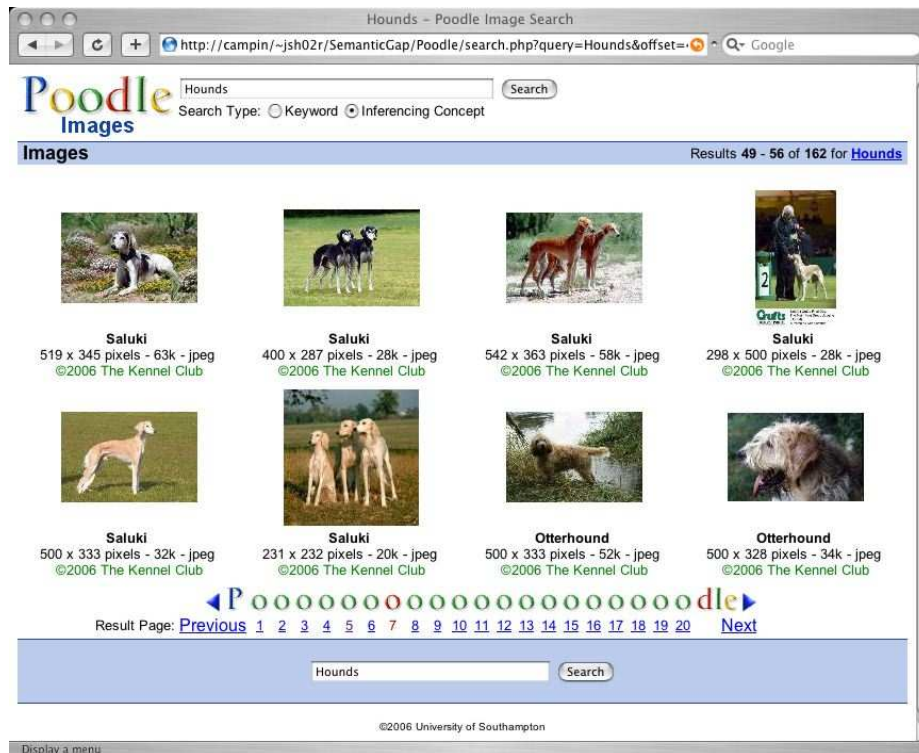 Hounds – Poodle Image Search
http://campin/~jsh02r/SemanticGap/Poodle/search.php?query=Hounds&offset=
Google
Poodle
Images
Hounds
Search
Search Type: Keyword Inferencing Concept
Images
Results 49 - 56 of 162 for Hounds
2
Crufts
Saluki Saluki Saluki Saluki
519 x 345 pixels - 63k - jpeg 400 x 287 pixels - 28k - jpeg 542 x 363 pixels - 58k - jpeg 298 x 500 pixels - 28k - jpeg
©2006 The Kennel Club ©2006 The Kennel Club ©2006 The Kennel Club ©2006 The Kennel Club
Saluki Saluki Otterhound Otterhound
500 x 333 pixels - 32k - jpeg 231 x 232 pixels - 20k - jpeg 500 x 333 pixels - 52k - jpeg 500 x 328 pixels - 34k - jpeg
©2006 The Kennel Club ©2006 The Kennel Club ©2006 The Kennel Club ©2006 The Kennel Club
P o o o o o o o o o o o o o o o o o o o o dle
Result Page: Previous 1 2 3 4 5 6 7 8 9 10 11 12 13 14 15 16 17 18 19 20 Next
Hounds
Search
©2006 University of Southampton
Display a menu